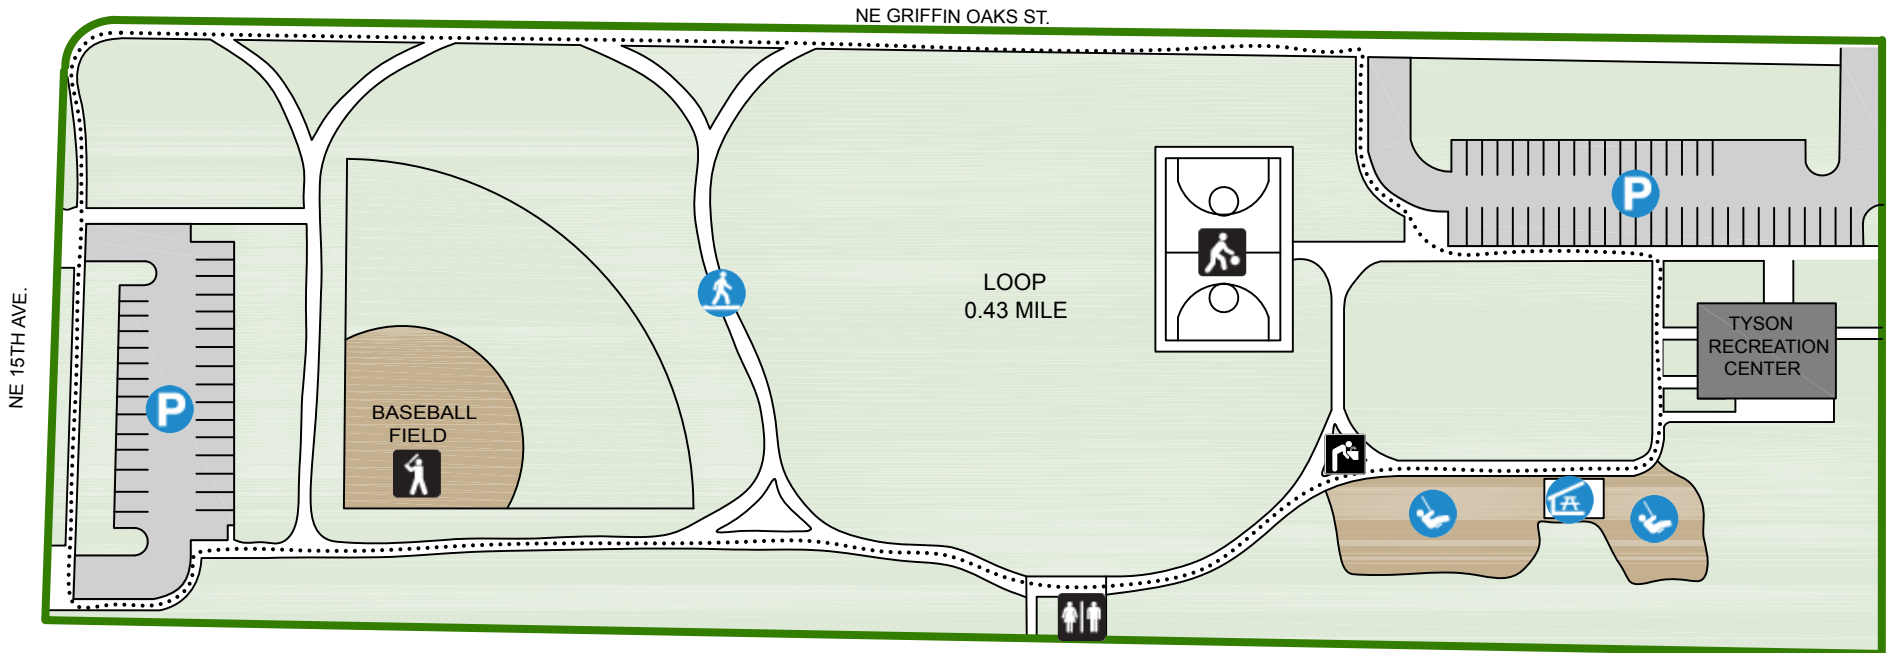 NE GRIFFIN OAKS ST.
NE 15TH AVE.
LOOP
0.43 MILE
BASEBALL
FIELD
TYSON
RECREATION
CENTER
P
P